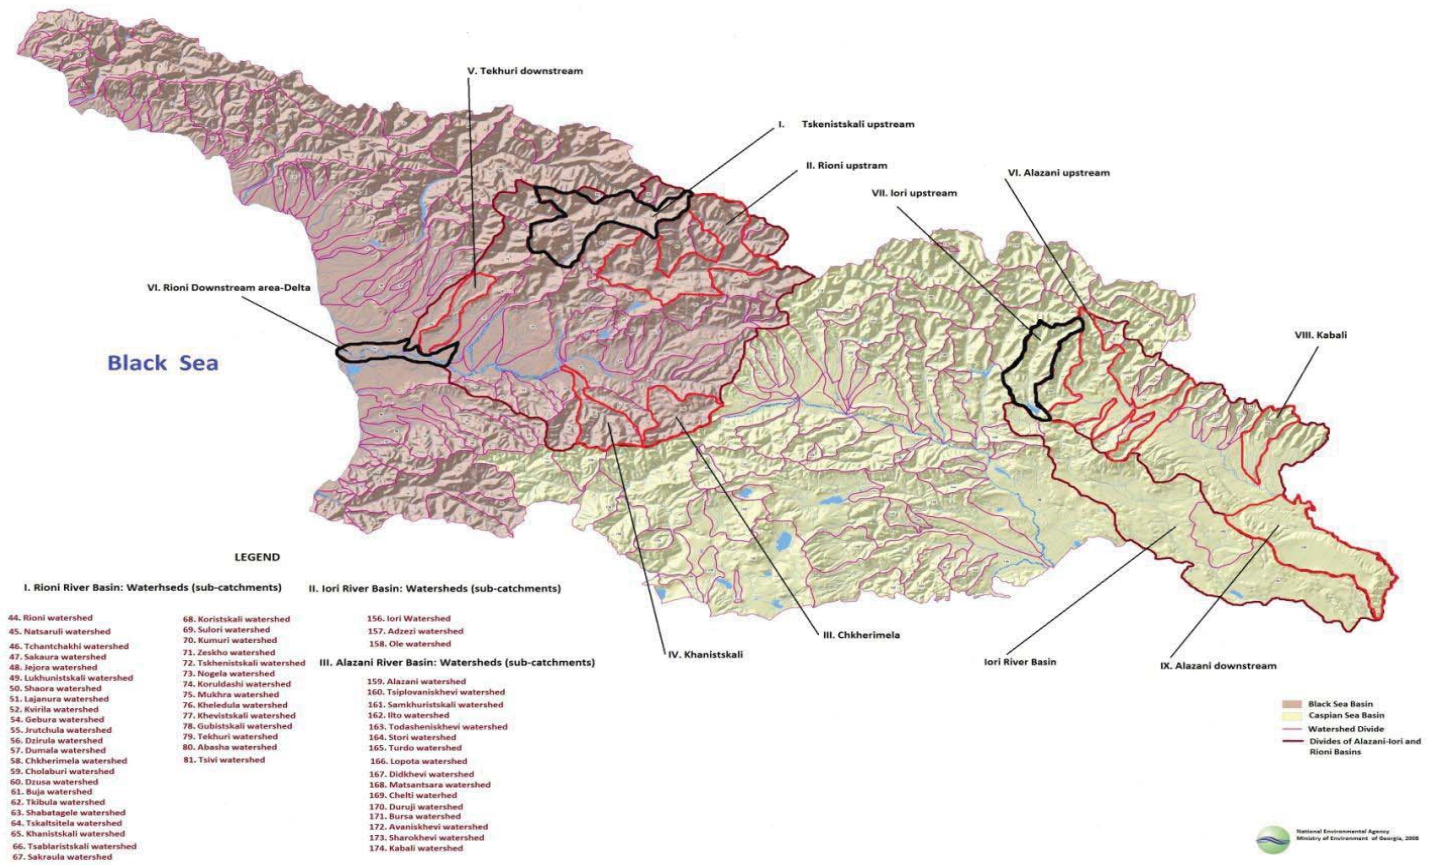 V. Tekhuri downstream
I. Tskenistskali upstream
II. Rioni upstram
VI. Alazani upstream
VII. Iori upstream
VI. Rioni Downstream area-Delta
VIII. Kabali
Black Sea
III. Chkherimela
IV. Khanistskali
Iori River Basin
IX. Alazani downstream
LEGEND
I. Rioni River Basin: Waterhseds (sub-catchments)
44. Rioni watershed
45. Natsaruli watershed
46. Tchantchakhi watershed
47. Sakaura watershed
48. Jejora watershed
49. Lukhunistskali watershed
50. Shaora watershed
51. Lajanura watershed
52. Kvirila watershed
54. Gebura watershed
55. Jrutchula watershed
56. Dzirula watershed
57. Dumala watershed
58. Chkherimela watershed
59. Cholaburi watershed
60. Dzusa watershed
61. Buja watershed
62. Tkibula watershed
63. Shabatagele watershed
64. Tskaltsitela watershed
65. Khanistskali watershed
66. Tsablaristskali watershed
67. Sakraula watershed
68. Koristskali watershed
69. Sulori watershed
70. Kumuri watershed
71. Zeskho watershed
72. Tskhenistskali watershed
73. Nogela watershed
74. Koruldashi watershed
75. Mukhra watershed
76. Kheledula watershed
77. Khevistskali watershed
78. Gubistskali watershed
79. Tekhuri watershed
80. Abasha watershed
81. Tsivi watershed
II. Iori River Basin: Watersheds (sub-catchments)
156. Iori Watershed
157. Adzezi watershed
158. Ole watershed
III. Alazani River Basin: Watersheds (sub-catchments)
159. Alazani watershed
160. Tsiplovaniskhevi watershed
161. Samkhuristskali watershed
162. Ilto watershed
163. Todasheniskhevi watershed
164. Stori watershed
165. Turdo watershed
166. Lopota watershed
167. Didkhevi watershed
168. Matsantsara watershed
169. Chelti waterhed
170. Duruji watershed
171. Bursa watershed
172. Avaniskhevi watershed
173. Sharokhevi watershed
174. Kabali watershed
Black Sea Basin
Caspian Sea Basin
Watershed Divide
Divides of Alazani-Iori and
Rioni Basins
National Environmental Agency
Ministry of Environment of Georgia, 2008